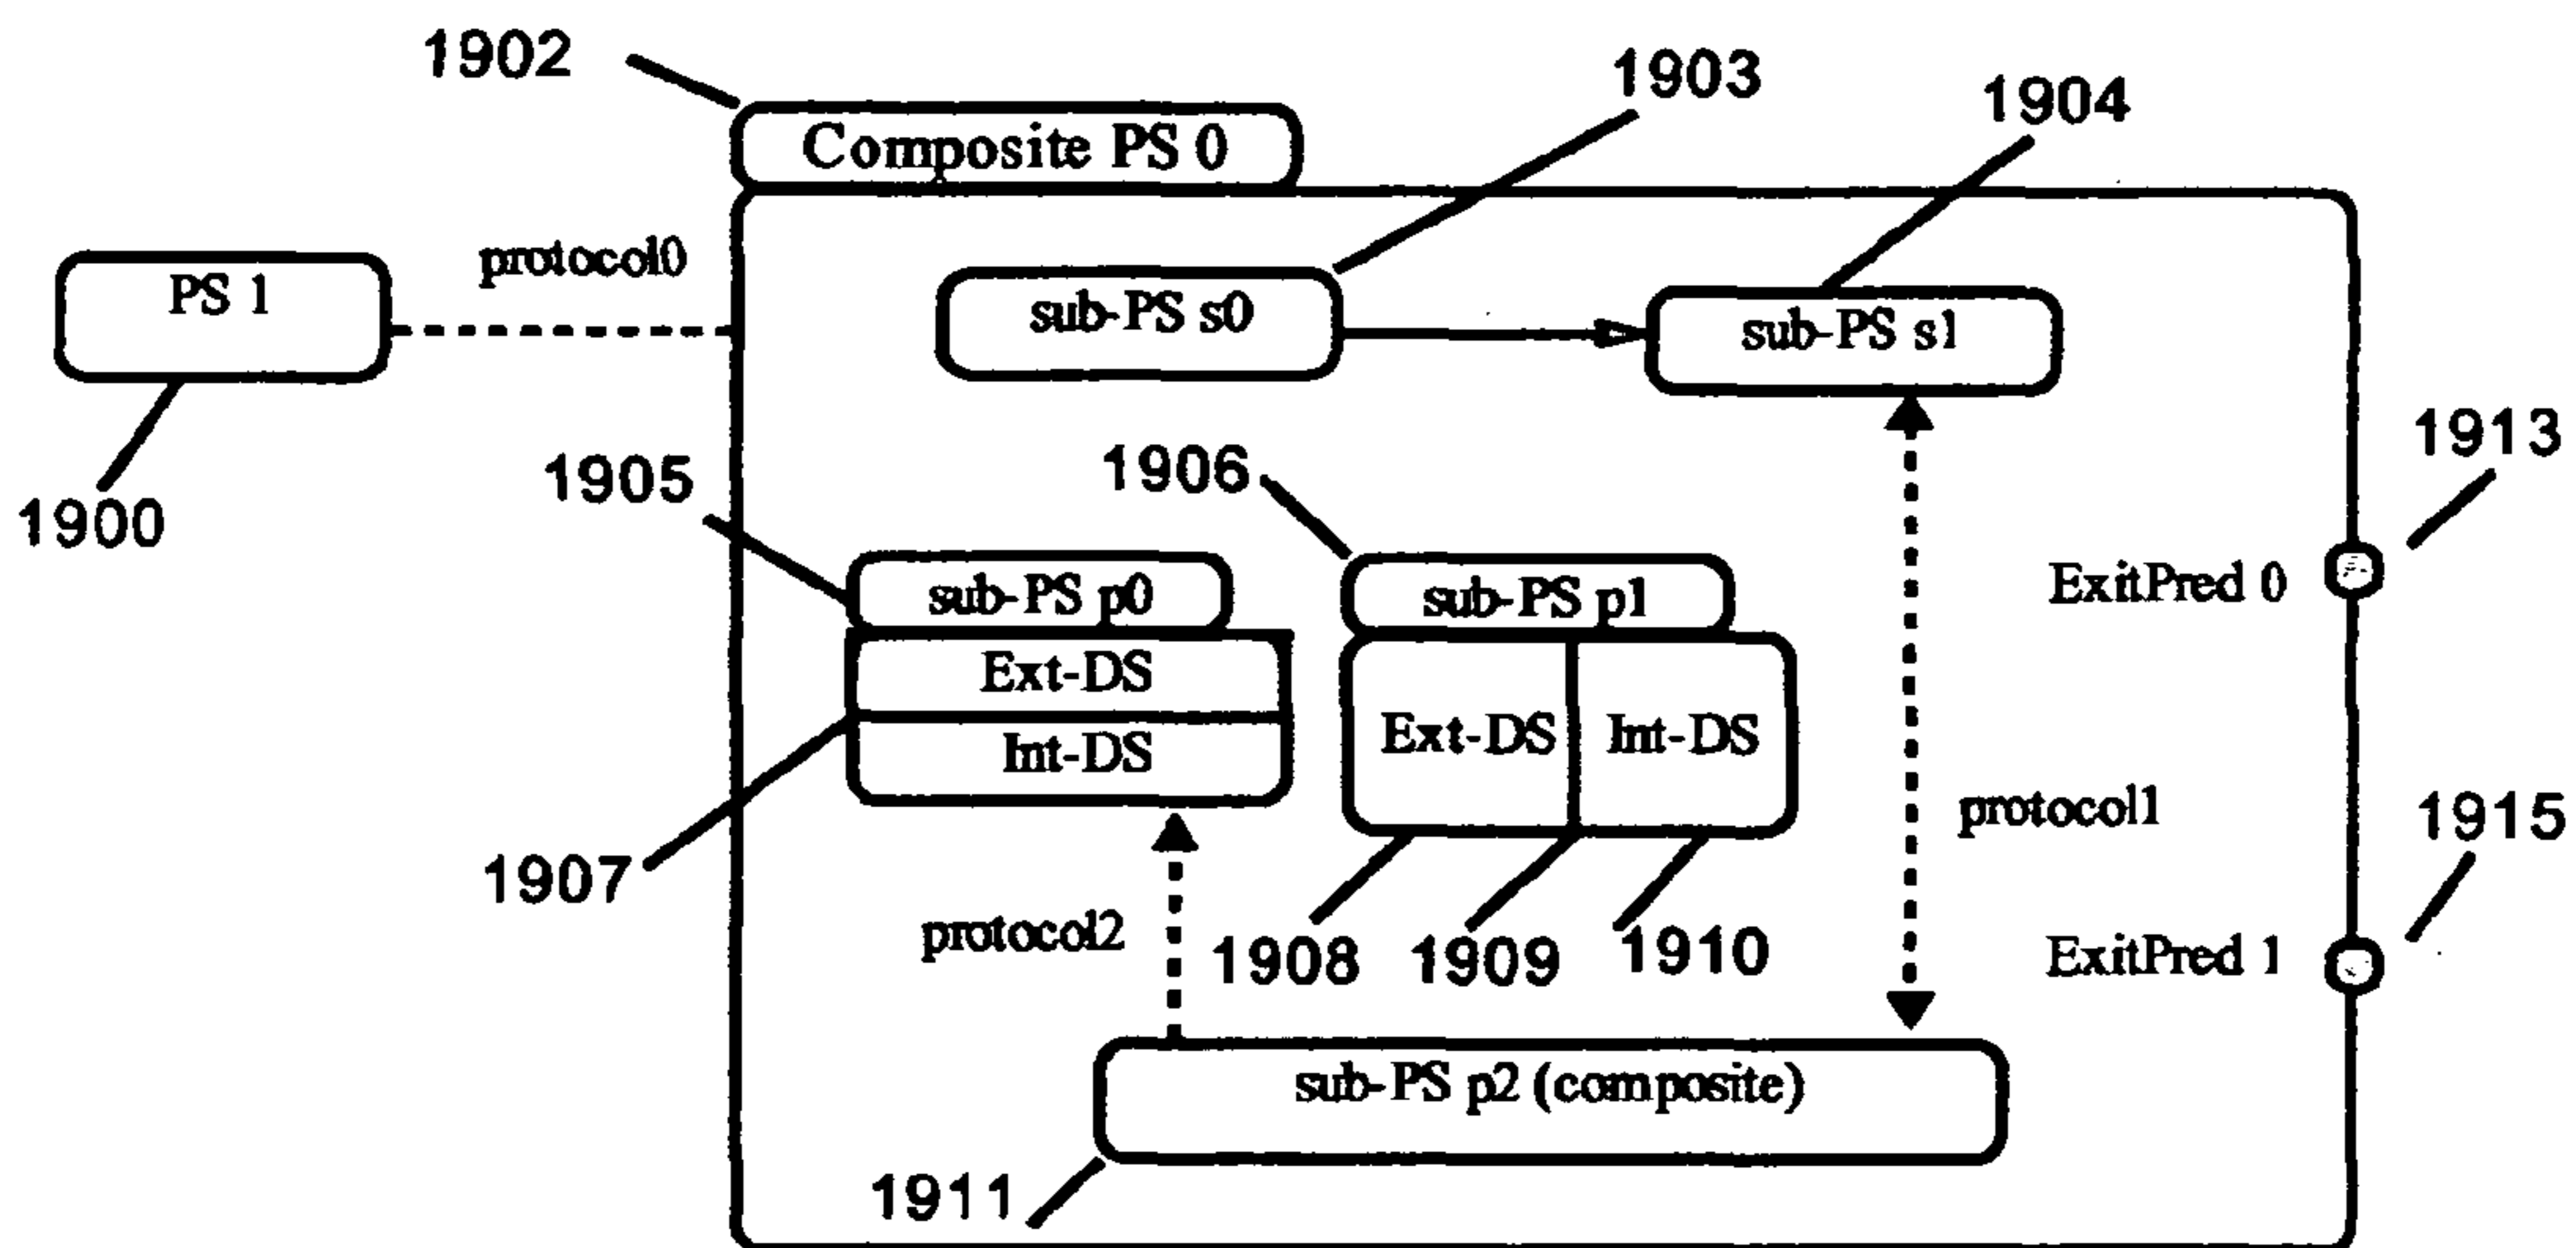 1902
1903
1904
Composite PS 0
protocol0
PS 1
sub-PS s0
sub-PS s1
1900
1905
1906
1913
sub-PS p0
sub-PS p1
ExitPred 0
Ext-DS
Int-DS
Ext-DS
Int-DS
protocol1
1915
1907
protocol2
1908
1909
1910
ExitPred 1
sub-PS p2 (composite)
1911